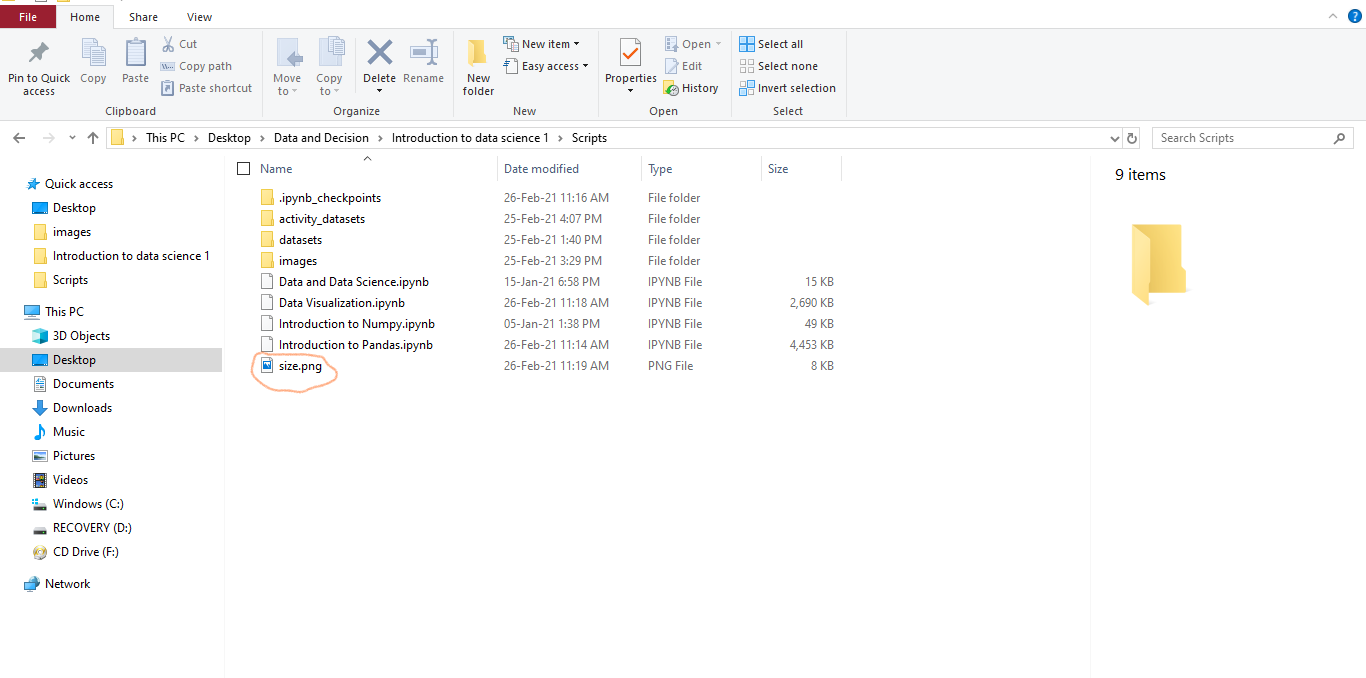 File Home Share View
Pin to Quick access
Copy
Paste
Cut
Copy path
Paste shortcut
Clipboard
Move to
Copy to
Delete
Rename
Organize
New folder
New item
Easy access
New
Properties
Open
Edit
History
Open
Select all
Select none
Invert selection
Select
This PC > Desktop > Data and Decision > Introduction to data science 1 > Scripts
Search Scripts
Quick access
Desktop
images
Introduction to data science 1
Scripts
This PC
3D Objects
Desktop
Documents
Downloads
Music
Pictures
Videos
Windows (C:)
RECOVERY (D:)
CD Drive (F:)
Network
Name Date modified Type Size
.ipynb_checkpoints 26-Feb-21 11:16 AM File folder
activity_datasets 25-Feb-21 4:07 PM File folder
datasets 25-Feb-21 1:40 PM File folder
images 25-Feb-21 3:29 PM File folder
Data and Data Science.ipynb 15-Jan-21 6:58 PM IPYNB File 15 KB
Data Visualization.ipynb 26-Feb-21 11:18 AM IPYNB File 2,690 KB
Introduction to Numpy.ipynb 05-Jan-21 1:38 PM IPYNB File 49 KB
Introduction to Pandas.ipynb 26-Feb-21 11:14 AM IPYNB File 4,453 KB
size.png 26-Feb-21 11:19 AM PNG File 8 KB
9 items